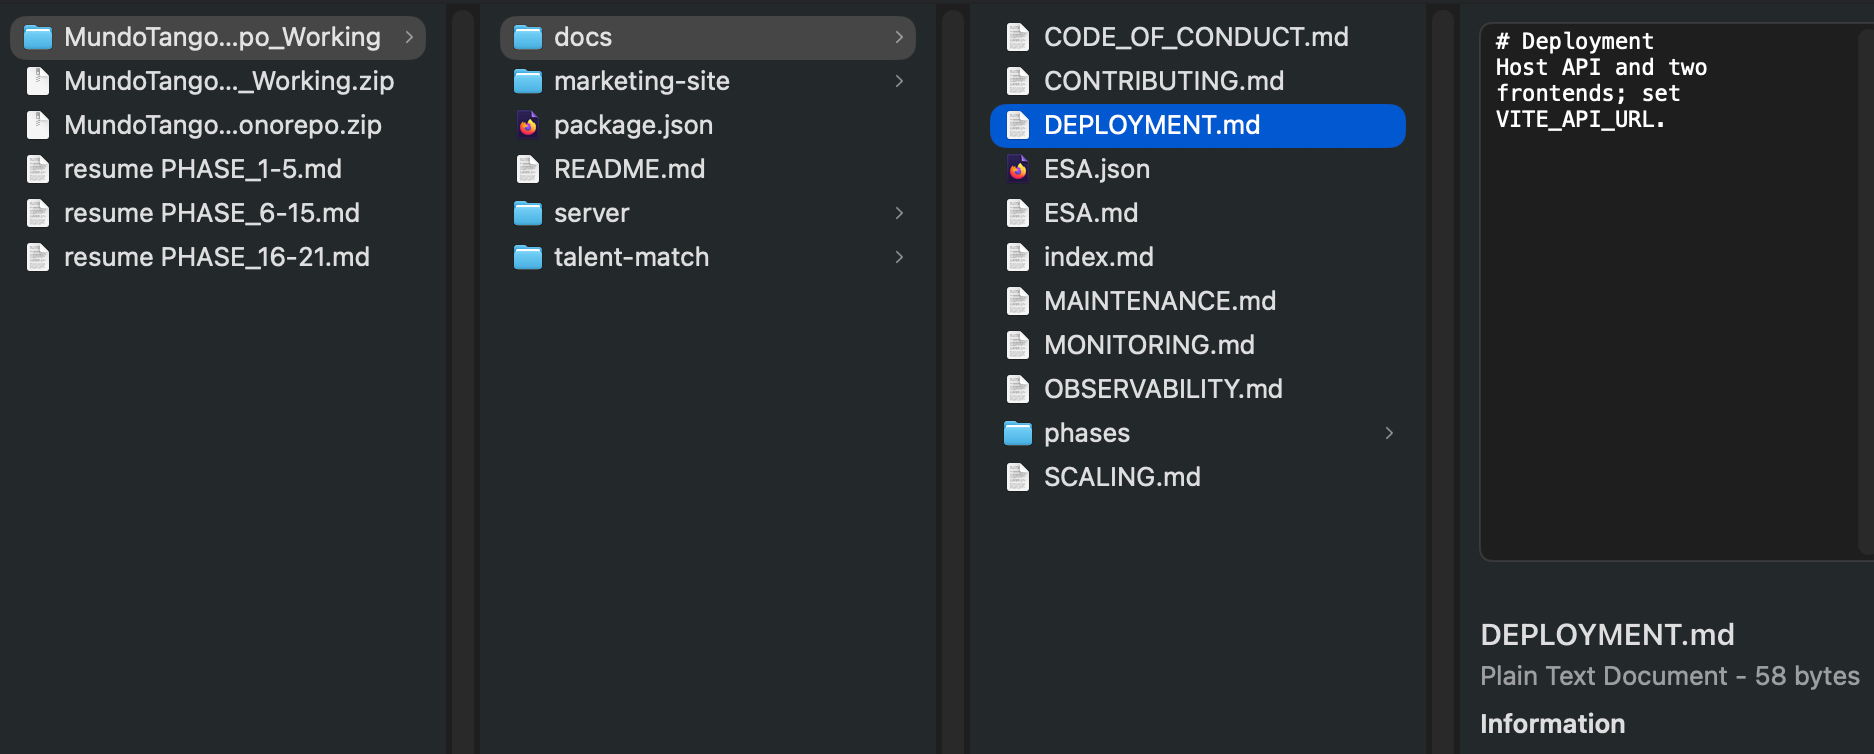 MundoTango...po_Working
MundoTango..._Working.zip
MundoTango...onorepo.zip
resume PHASE_1-5.md
resume PHASE_6-15.md
resume PHASE_16-21.md
docs
marketing-site
package.json
README.md
server
talent-match
CODE_OF_CONDUCT.md
CONTRIBUTING.md
DEPLOYMENT.md
ESA.json
ESA.md
index.md
MAINTENANCE.md
MONITORING.md
OBSERVABILITY.md
phases
SCALING.md
# Deployment
Host API and two
frontends; set
VITE_API_URL.
DEPLOYMENT.md
Plain Text Document - 58 bytes
Information